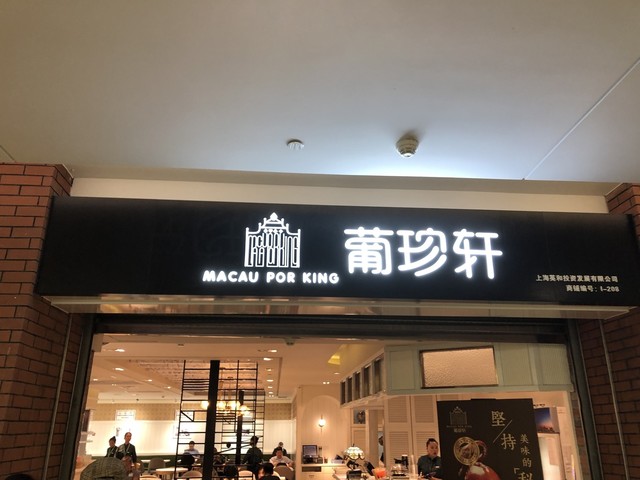 葡珍轩
MACAU POR KING
上海英和投资发展有限公司
商铺编号：1-208
坚
持
美味的